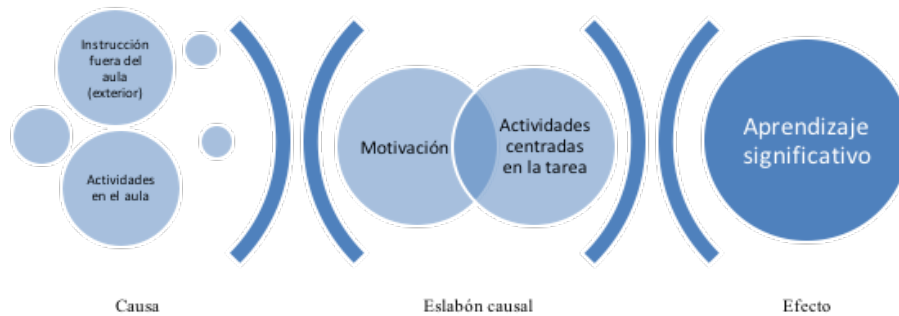 Instrucción
fuera del
aula
(exterior)
Actividades
en el aula
Motivación
Actividades
centradas
en la tarea
Aprendizaje
significativo
Causa
Eslabón causal
Efecto